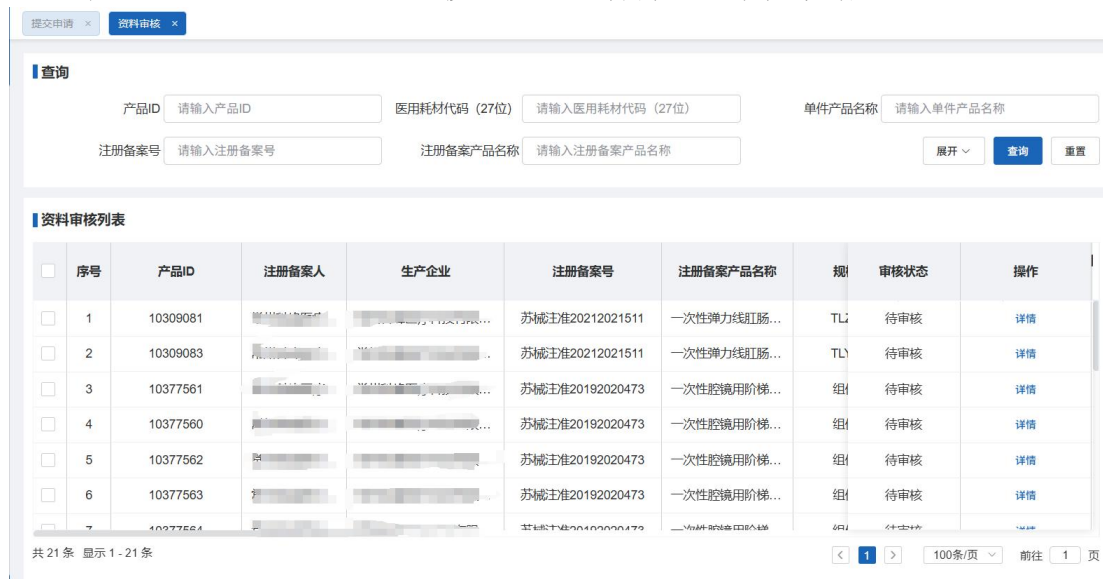 提交申请 × 资料审核 ×
查询
产品ID 请输入产品ID 医用耗材代码（27位） 请输入医用耗材代码（27位） 单件产品名称 请输入单件产品名称
注册备案号 请输入注册备案号 注册备案产品名称 请输入注册备案产品名称 展开 查询 重置
资料审核列表
序号 产品ID 注册备案人 生产企业 注册备案号 注册备案产品名称 审核状态 操作
1 10309081 苏械注准20212021511 一次性弹力线肛肠... 待审核 详情
2 10309083 苏械注准20212021511 一次性弹力线肛肠... 待审核 详情
3 10377561 苏械注准20192020473 一次性腔镜用阶梯... 待审核 详情
4 10377560 苏械注准20192020473 一次性腔镜用阶梯... 待审核 详情
5 10377562 苏械注准20192020473 一次性腔镜用阶梯... 待审核 详情
6 10377563 苏械注准20192020473 一次性腔镜用阶梯... 待审核 详情
共 21 条 显示 1 - 21 条 < 1 > 100条/页 前往 1 页